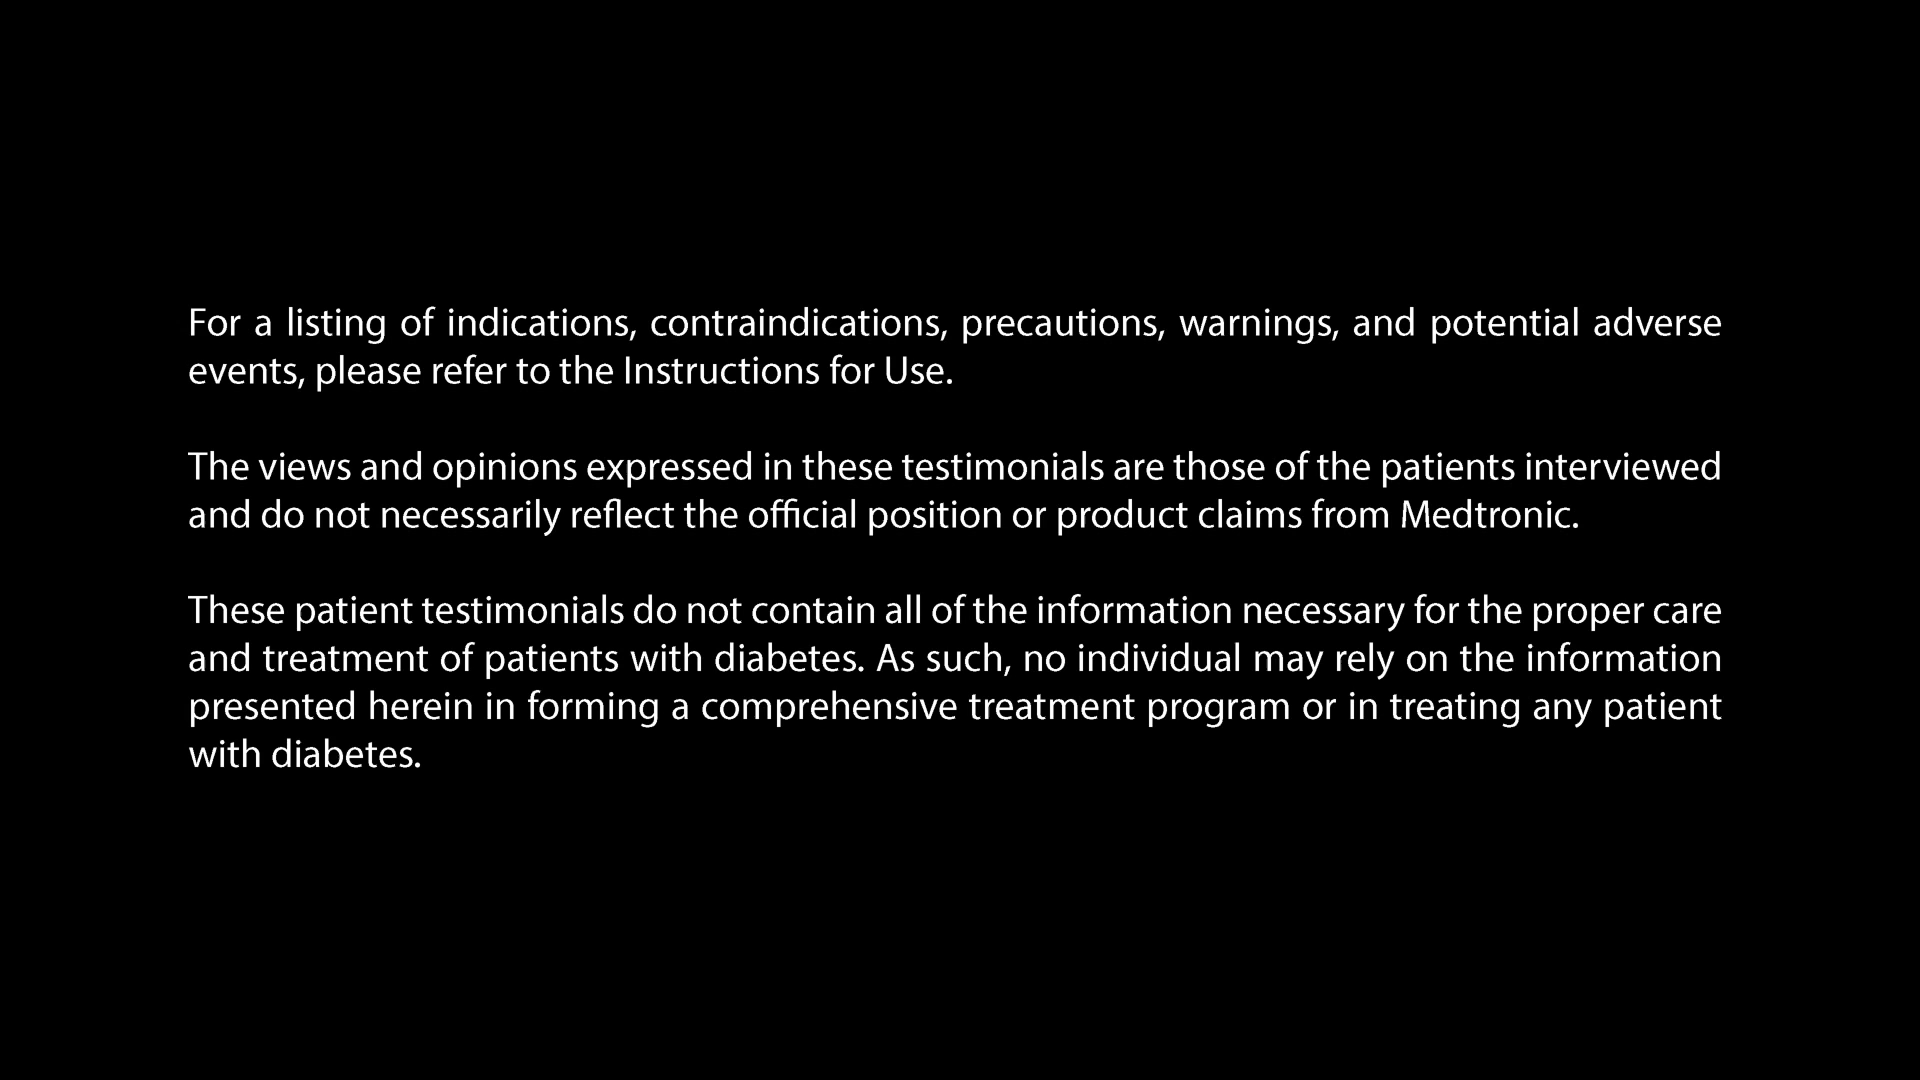 For a listing of indications, contraindications, precautions, warnings, and potential adverse
events, please refer to the Instructions for Use.
The views and opinions expressed in these testimonials are those of the patients interviewed
and do not necessarily reflect the official position or product claims from Medtronic.
These patient testimonials do not contain all of the information necessary for the proper care
and treatment of patients with diabetes. As such, no individual may rely on the information
presented herein in forming a comprehensive treatment program or in treating any patient
with diabetes.